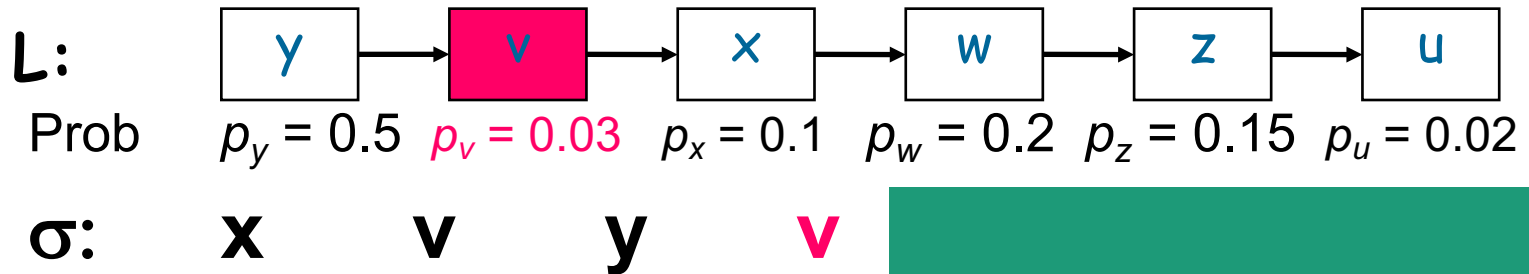 L: y v x w z u
Prob p_y = 0.5 p_v = 0.03 p_x = 0.1 p_w = 0.2 p_z = 0.15 p_u = 0.02
σ: x v y v